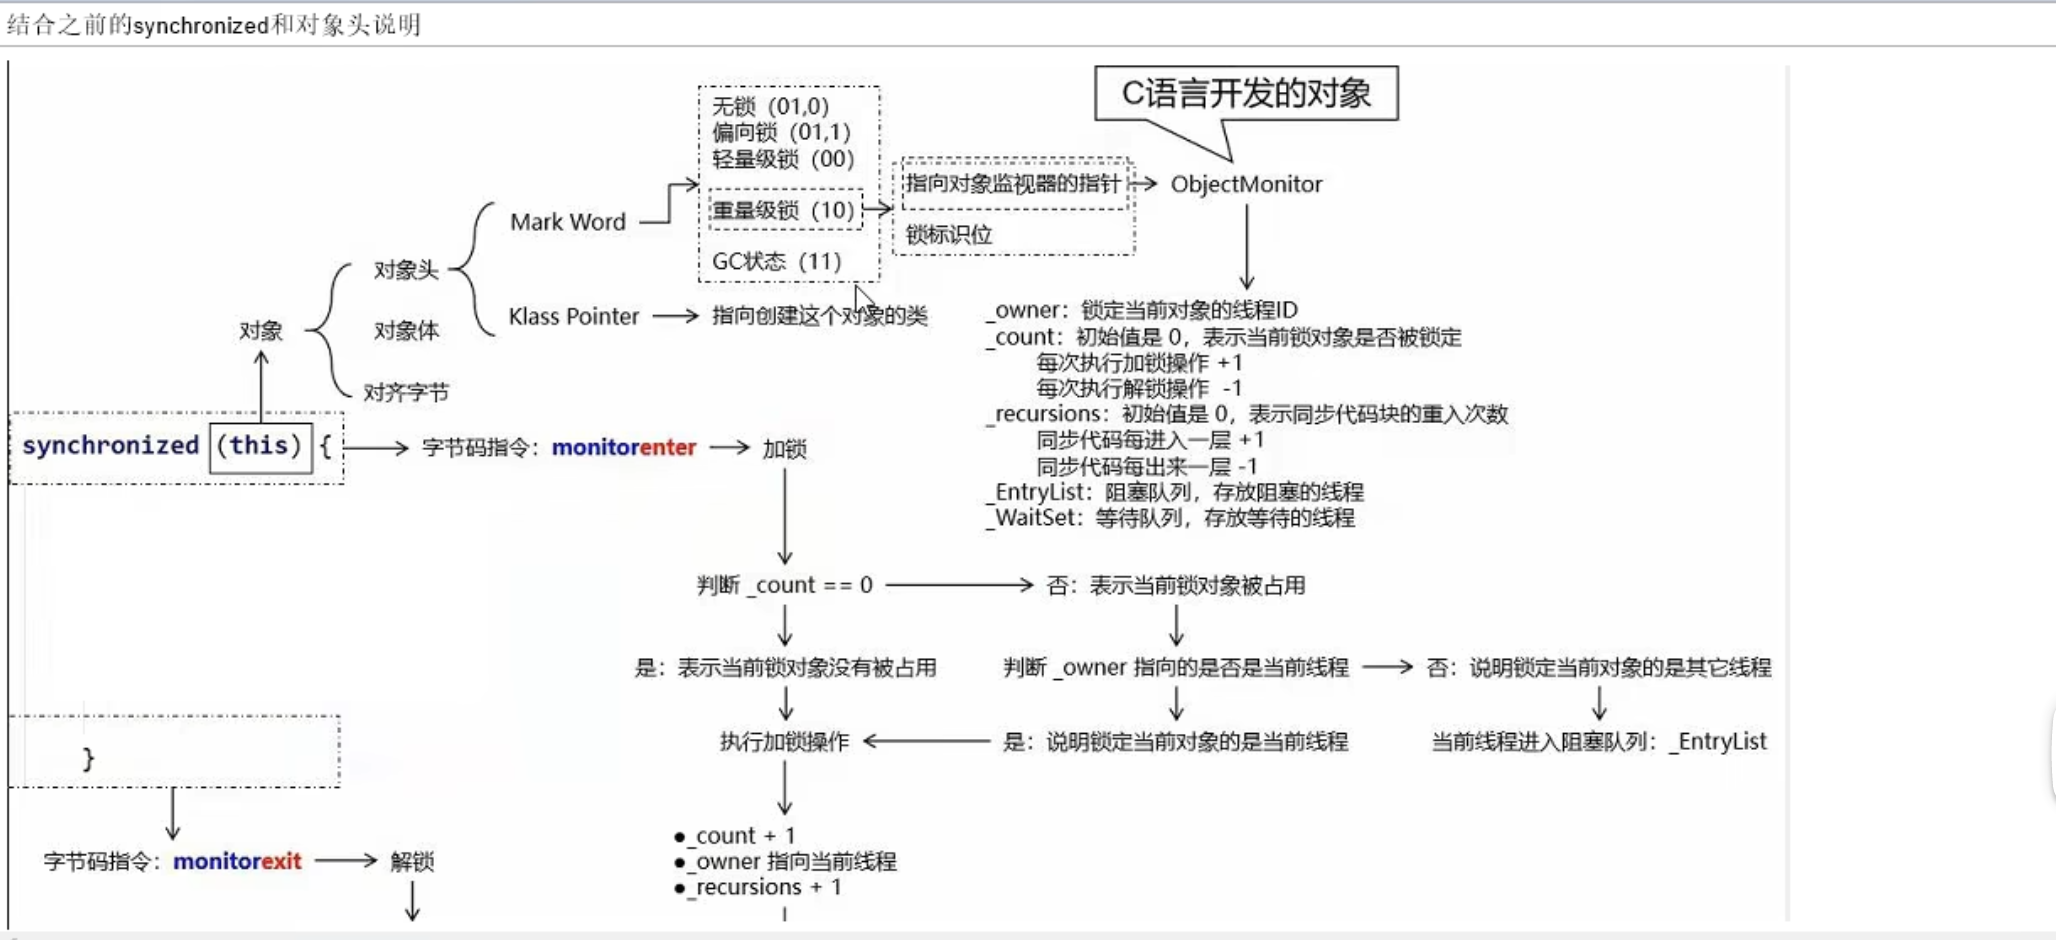 结合之前的synchronized和对象头说明
C语言开发的对象
无锁（01,0）
偏向锁（01,1）
轻量级锁（00）
重量级锁（10）
GC状态（11）
指向对象监视器的指针
锁标识位
ObjectMonitor
Mark Word
对象头
Klass Pointer
指向创建这个对象的类
对象
对象体
对齐字节
_owner：锁定当前对象的线程ID
_count：初始值是 0，表示当前锁对象是否被锁定
每次执行加锁操作 +1
每次执行解锁操作 -1
_recursions：初始值是 0，表示同步代码块的重入次数
同步代码每进入一层 +1
同步代码每出来一层 -1
_EntryList：阻塞队列，存放阻塞的线程
_WaitSet：等待队列，存放等待的线程
synchronized (this) {
字节码指令：monitorenter
加锁
判断 _count == 0
否：表示当前锁对象被占用
是：表示当前锁对象没有被占用
判断 _owner 指向的是否是当前线程
否：说明锁定当前对象的是其它线程
执行加锁操作
是：说明锁定当前对象的是当前线程
当前线程进入阻塞队列：_EntryList
}
●_count + 1
●_owner 指向当前线程
●_recursions + 1
字节码指令：monitorexit
解锁